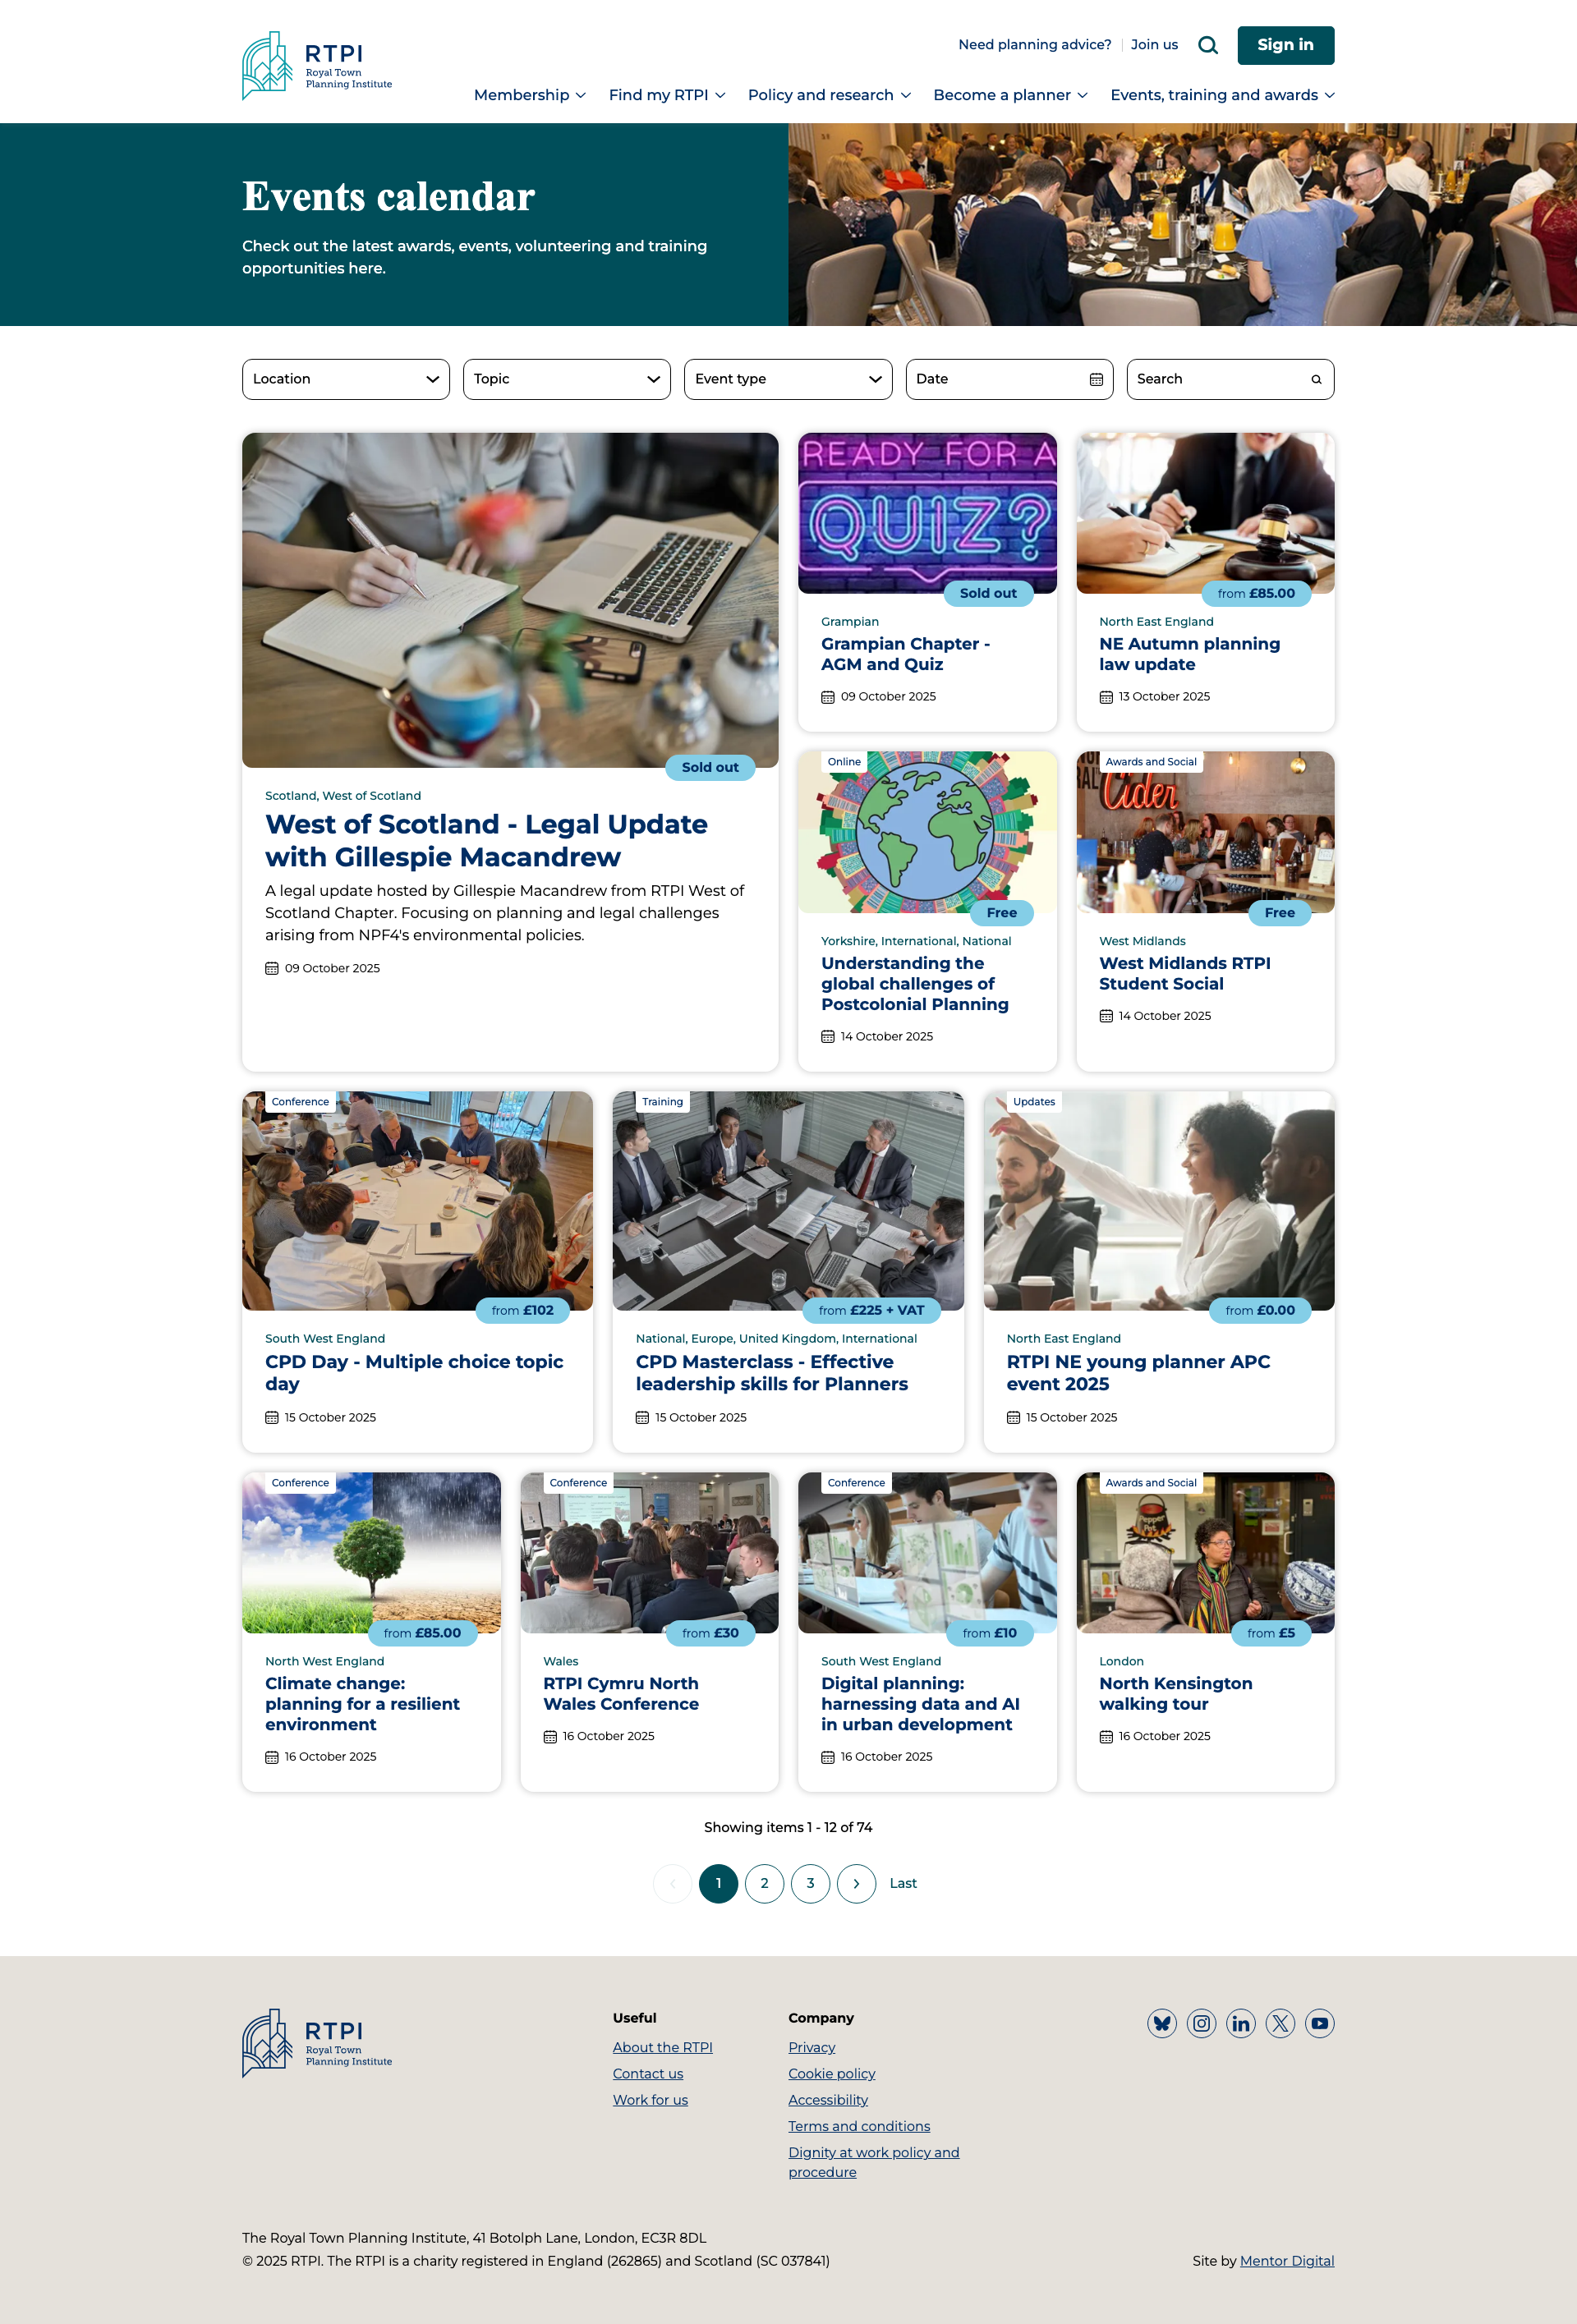 RTPI
Royal Town
Planning Institute
Need planning advice?
Join us
Sign in
Membership
Find my RTPI
Policy and research
Become a planner
Events, training and awards
Events calendar
Check out the latest awards, events, volunteering and training
opportunities here.
Location
Topic
Event type
Date
Search
Sold out
Scotland, West of Scotland
West of Scotland - Legal Update
with Gillespie Macandrew
A legal update hosted by Gillespie Macandrew from RTPI West of
Scotland Chapter. Focusing on planning and legal challenges
arising from NPF4's environmental policies.
09 October 2025
READY FOR A
QUIZ?
Sold out
Grampian
Grampian Chapter -
AGM and Quiz
09 October 2025
from £85.00
North East England
NE Autumn planning
law update
13 October 2025
Online
Free
Yorkshire, International, National
Understanding the
global challenges of
Postcolonial Planning
14 October 2025
Awards and Social
Cider
Free
West Midlands
West Midlands RTPI
Student Social
14 October 2025
Conference
from £102
South West England
CPD Day - Multiple choice topic
day
15 October 2025
Training
from £225 + VAT
National, Europe, United Kingdom, International
CPD Masterclass - Effective
leadership skills for Planners
15 October 2025
Updates
from £0.00
North East England
RTPI NE young planner APC
event 2025
15 October 2025
Conference
from £85.00
North West England
Climate change:
planning for a resilient
environment
16 October 2025
Conference
from £30
Wales
RTPI Cymru North
Wales Conference
16 October 2025
Conference
from £10
South West England
Digital planning:
harnessing data and AI
in urban development
16 October 2025
Awards and Social
Pepper
Pot
from £5
London
North Kensington
walking tour
16 October 2025
Showing items 1 - 12 of 74
1
2
3
Last
RTPI
Royal Town
Planning Institute
Useful
About the RTPI
Contact us
Work for us
Company
Privacy
Cookie policy
Accessibility
Terms and conditions
Dignity at work policy and
procedure
The Royal Town Planning Institute, 41 Botolph Lane, London, EC3R 8DL
© 2025 RTPI. The RTPI is a charity registered in England (262865) and Scotland (SC 037841)
Site by Mentor Digital